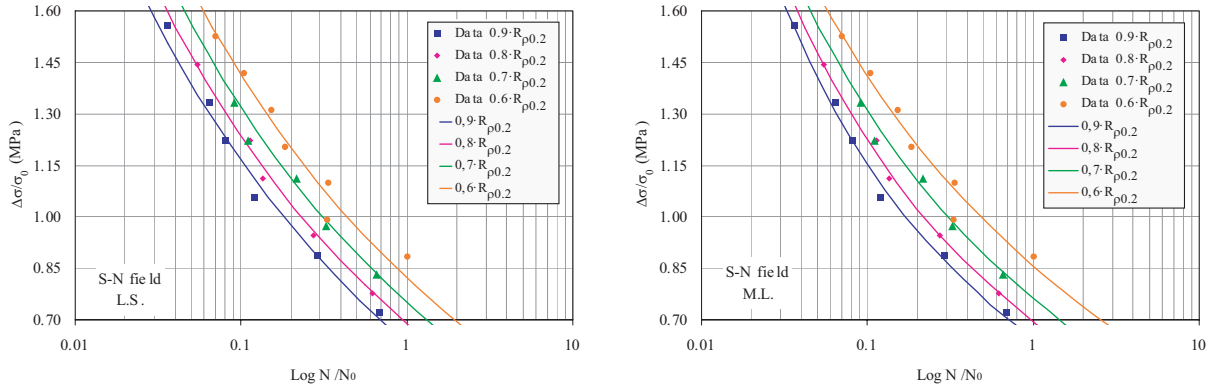 1.60
1.45
1.30
1.15
1.00
0.85
0.70
Δσ/σ0 (MPa)
Data 0.9·Rρ0.2
Data 0.8·Rρ0.2
Data 0.7·Rρ0.2
Data 0.6·Rρ0.2
0,9·Rρ0.2
0,8·Rρ0.2
0,7·Rρ0.2
0,6·Rρ0.2
S-N field
L.S.
0.01 0.1 1 10
Log N/N0
1.60
1.45
1.30
1.15
1.00
0.85
0.70
Δσ/σ0 (MPa)
Data 0.9·Rρ0.2
Data 0.8·Rρ0.2
Data 0.7·Rρ0.2
Data 0.6·Rρ0.2
0,9·Rρ0.2
0,8·Rρ0.2
0,7·Rρ0.2
0,6·Rρ0.2
S-N field
M.L.
0.01 0.1 1 10
Log N/N0